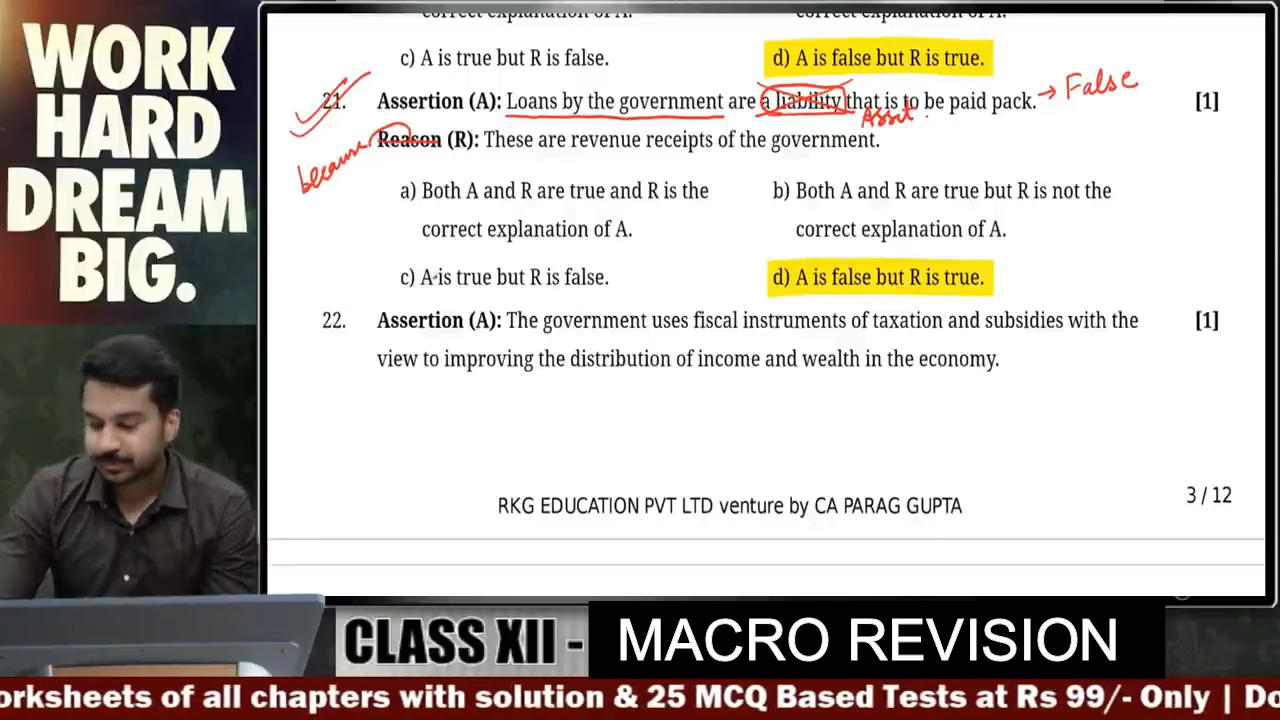 WORK
HARD
DREAM
BIG.
correct explanation of A.
correct explanation of A.
c) A is true but R is false.
d) A is false but R is true.
21. Assertion (A): Loans by the government are a liability that is to be paid pack. → False [1]
Asset
because
Reason (R): These are revenue receipts of the government.
a) Both A and R are true and R is the
correct explanation of A.
b) Both A and R are true but R is not the
correct explanation of A.
c) A is true but R is false.
d) A is false but R is true.
22. Assertion (A): The government uses fiscal instruments of taxation and subsidies with the [1]
view to improving the distribution of income and wealth in the economy.
3 / 12
RKG EDUCATION PVT LTD venture by CA PARAG GUPTA
CLASS XII - MACRO REVISION
orksheets of all chapters with solution & 25 MCQ Based Tests at Rs 99/- Only | Do